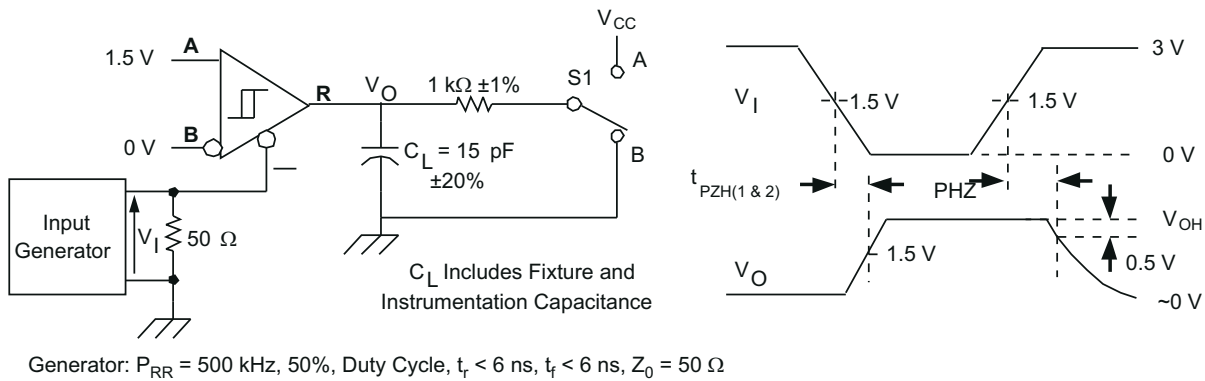 V_CC
A
1.5 V
A
S1
R
V_O
1 kΩ ±1%
3 V
V_I
1.5 V
1.5 V
B
0 V
C_L = 15 pF
±20%
B
0 V
t_PZH(1 & 2)
PHZ
Input
Generator
V_I
50 Ω
V_OH
0.5 V
1.5 V
V_O
~0 V
C_L Includes Fixture and
Instrumentation Capacitance
Generator: P_RR = 500 kHz, 50%, Duty Cycle, t_r < 6 ns, t_f < 6 ns, Z_0 = 50 Ω